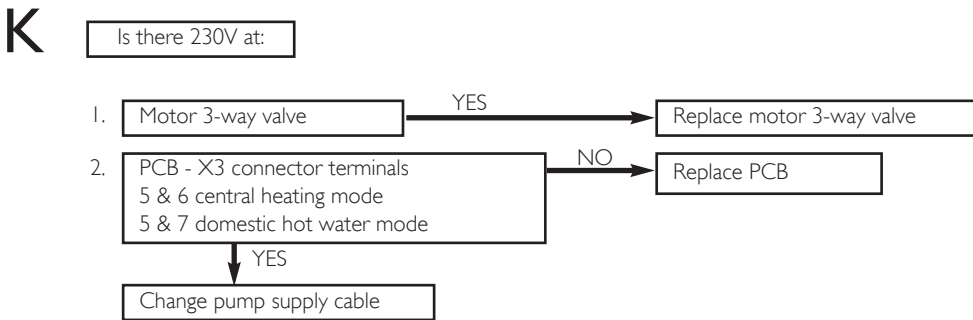 K
Is there 230V at:
1. Motor 3-way valve
YES
Replace motor 3-way valve
2. PCB - X3 connector terminals
5 & 6 central heating mode
5 & 7 domestic hot water mode
NO
Replace PCB
YES
Change pump supply cable